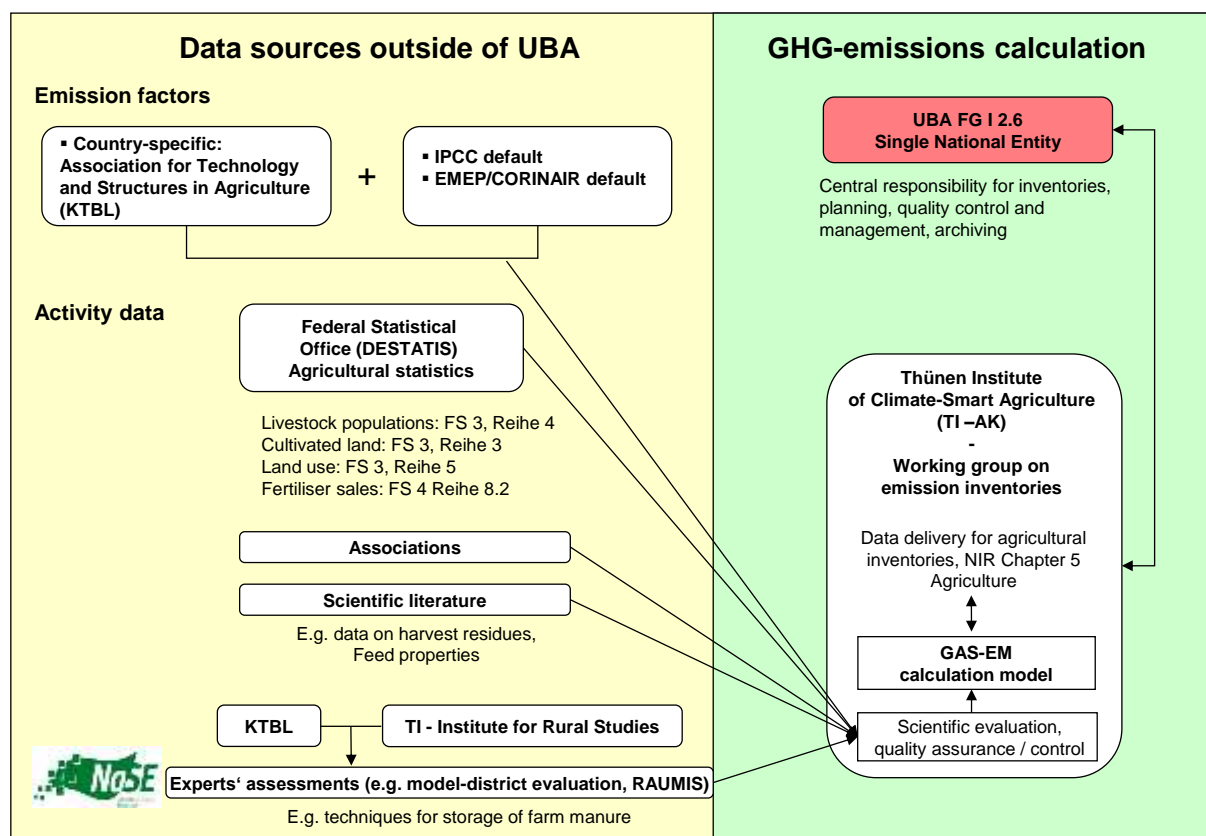 Data sources outside of UBA
Emission factors
▪ Country-specific:
Association for Technology
and Structures in Agriculture
(KTBL)
+
▪ IPCC default
▪ EMEP/CORINAIR default
Activity data
Federal Statistical
Office (DESTATIS)
Agricultural statistics
Livestock populations: FS 3, Reihe 4
Cultivated land: FS 3, Reihe 3
Land use: FS 3, Reihe 5
Fertiliser sales: FS 4 Reihe 8.2
Associations
Scientific literature
E.g. data on harvest residues,
Feed properties
KTBL
TI - Institute for Rural Studies
NaSE
Experts‘ assessments (e.g. model-district evaluation, RAUMIS)
E.g. techniques for storage of farm manure
GHG-emissions calculation
UBA FG I 2.6
Single National Entity
Central responsibility for inventories,
planning, quality control and
management, archiving
Thünen Institute
of Climate-Smart Agriculture
(TI –AK)
-
Working group on
emission inventories
Data delivery for agricultural
inventories, NIR Chapter 5
Agriculture
GAS-EM
calculation model
Scientific evaluation,
quality assurance / control